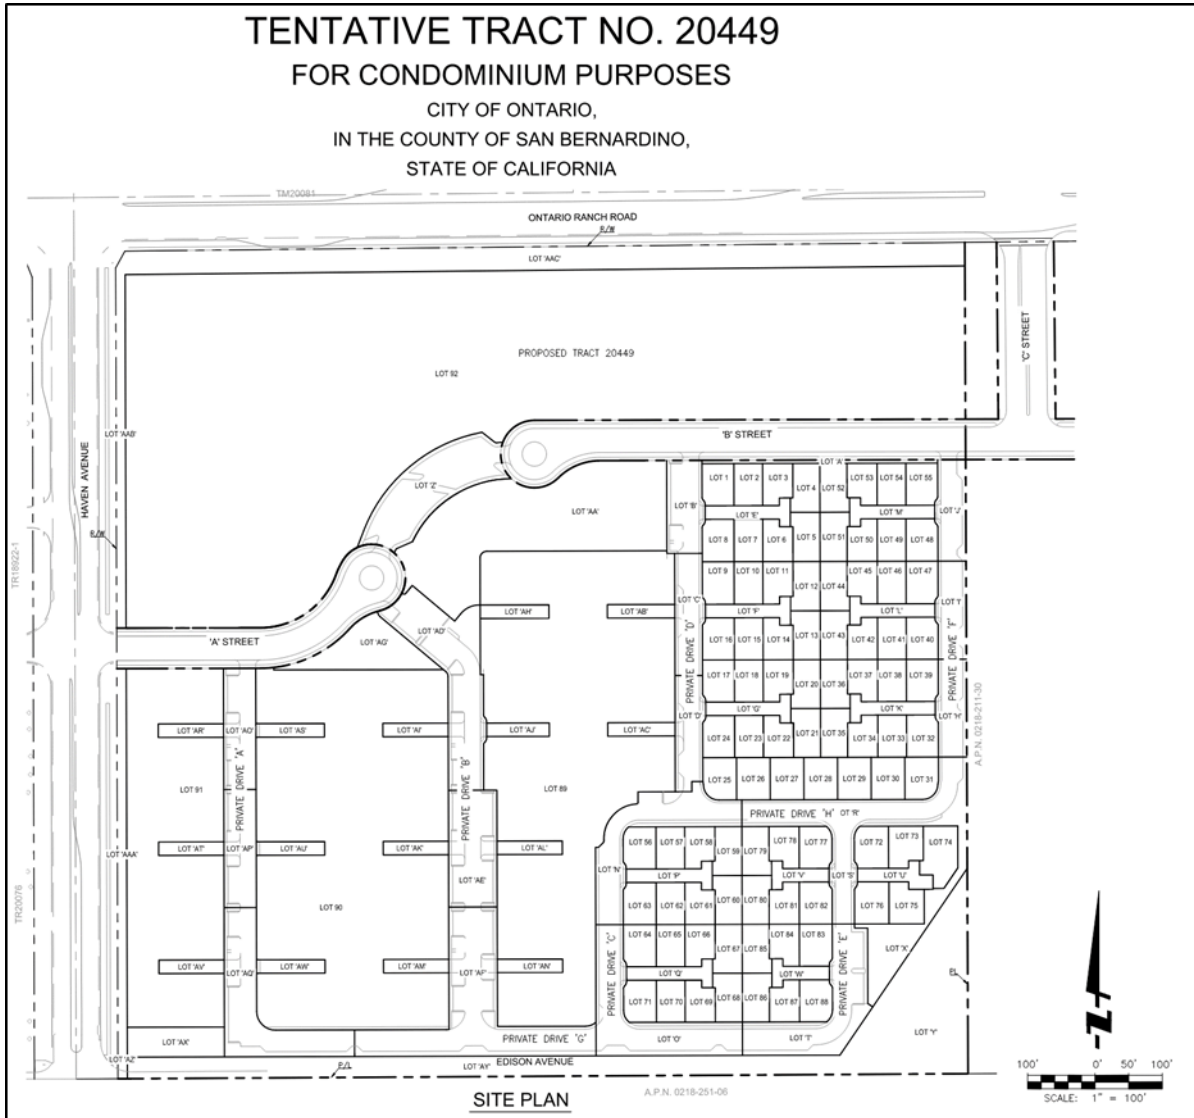 TENTATIVE TRACT NO. 20449
FOR CONDOMINIUM PURPOSES
CITY OF ONTARIO,
IN THE COUNTY OF SAN BERNARDINO,
STATE OF CALIFORNIA
TM20081
ONTARIO RANCH ROAD
R/W
LOT 'AAC'
'C' STREET
PROPOSED TRACT 20449
LOT 92
LOT 'AAB'
'B' STREET
HAVEN AVENUE
R/W
TR18922-1
LOT 'Z'
LOT 'AA'
LOT 'B'
LOT 'A'
LOT 1 LOT 2 LOT 3 LOT 4 LOT 52 LOT 53 LOT 54 LOT 55
LOT 'E' LOT 'M' LOT 'J'
LOT 8 LOT 7 LOT 6 LOT 5 LOT 51 LOT 50 LOT 49 LOT 48
LOT 9 LOT 10 LOT 11 LOT 12 LOT 44 LOT 45 LOT 46 LOT 47
LOT 'C' LOT 'F' LOT 'L' LOT 'I'
LOT 'AH' LOT 'AB'
LOT 'AD'
'A' STREET
LOT 'AG'
LOT 16 LOT 15 LOT 14 LOT 13 LOT 43 LOT 42 LOT 41 LOT 40
PRIVATE DRIVE "D"
PRIVATE DRIVE "F"
LOT 17 LOT 18 LOT 19 LOT 20 LOT 36 LOT 37 LOT 38 LOT 39
LOT 'D' LOT 'G' LOT 'K' LOT 'H'
A.P.N. 0218-211-30
LOT 'AR' LOT 'AO' LOT 'AS' LOT 'AI' LOT 'AJ' LOT 'AC'
LOT 24 LOT 23 LOT 22 LOT 21 LOT 35 LOT 34 LOT 33 LOT 32
PRIVATE DRIVE "A"
PRIVATE DRIVE "B"
LOT 25 LOT 26 LOT 27 LOT 28 LOT 29 LOT 30 LOT 31
LOT 91
LOT 89
PRIVATE DRIVE "H" OT 'R'
LOT 'AAA' LOT 'AT' LOT 'AP' LOT 'AU' LOT 'AK' LOT 'AL'
LOT 56 LOT 57 LOT 58 LOT 59 LOT 79 LOT 78 LOT 77 LOT 72 LOT 73 LOT 74
LOT 'N' LOT 'P' LOT 'V' LOT 'S' LOT 'U'
LOT 'AE'
TR20076
LOT 90
LOT 63 LOT 62 LOT 61 LOT 60 LOT 80 LOT 81 LOT 82 LOT 76 LOT 75
LOT 64 LOT 65 LOT 66 LOT 67 LOT 85 LOT 84 LOT 83
PRIVATE DRIVE "C"
PRIVATE DRIVE "E"
LOT 'X'
LOT 'AV' LOT 'AQ' LOT 'AW' LOT 'AM' LOT 'AF' LOT 'AN'
LOT 'Q' LOT 'W'
PL
LOT 71 LOT 70 LOT 69 LOT 68 LOT 86 LOT 87 LOT 88
LOT 'Y'
LOT 'AX'
PRIVATE DRIVE "G"
LOT 'O' LOT 'T'
LOT 'AZ'
EDISON AVENUE
P/L
LOT 'AY'
A.P.N. 0218-251-06
SITE PLAN
100' 0' 50' 100'
SCALE: 1" = 100'